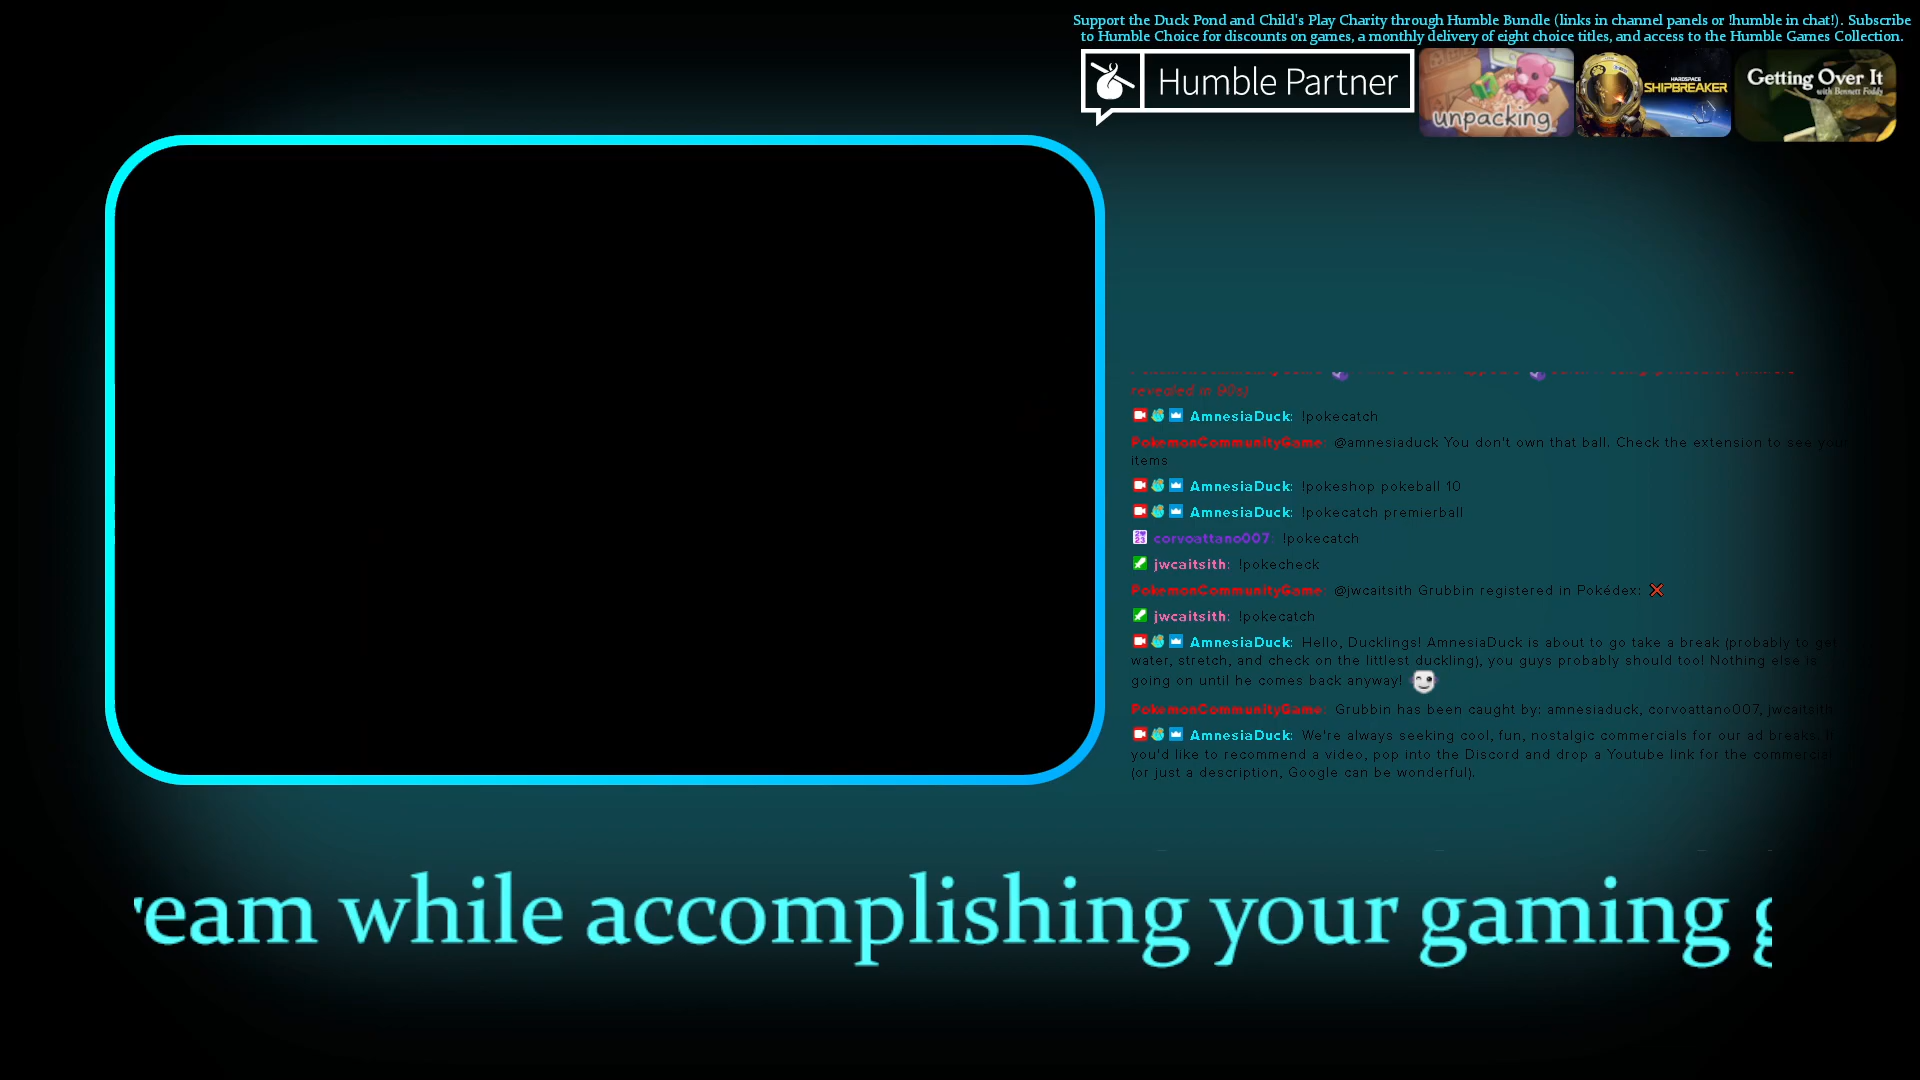 Support the Duck Pond and Child's Play Charity through Humble Bundle (links in channel panels or !humble in chat!). Subscribe
to Humble Choice for discounts on games, a monthly delivery of eight choice titles, and access to the Humble Games Collection.
Humble Partner
unpacking
HARDSPACE
SHIPBREAKER
Getting Over It
with Bennett Foddy
revealed in 90s)
AmnesiaDuck: !pokecatch
PokemonCommunityGame: @amnesiaduck You don't own that ball. Check the extension to see your
items
AmnesiaDuck: !pokeshop pokeball 10
AmnesiaDuck: !pokecatch premierball
corvoattano007: !pokecatch
jwcaitsith: !pokecheck
PokemonCommunityGame: @jwcaitsith Grubbin registered in Pokédex: ❌
jwcaitsith: !pokecatch
AmnesiaDuck: Hello, Ducklings! AmnesiaDuck is about to go take a break (probably to get
water, stretch, and check on the littlest duckling), you guys probably should too! Nothing else is
going on until he comes back anyway!
PokemonCommunityGame: Grubbin has been caught by: amnesiaduck, corvoattano007, jwcaitsith
AmnesiaDuck: We're always seeking cool, fun, nostalgic commercials for our ad breaks. If
you'd like to recommend a video, pop into the Discord and drop a Youtube link for the commercial
(or just a description, Google can be wonderful).
eam while accomplishing your gaming g